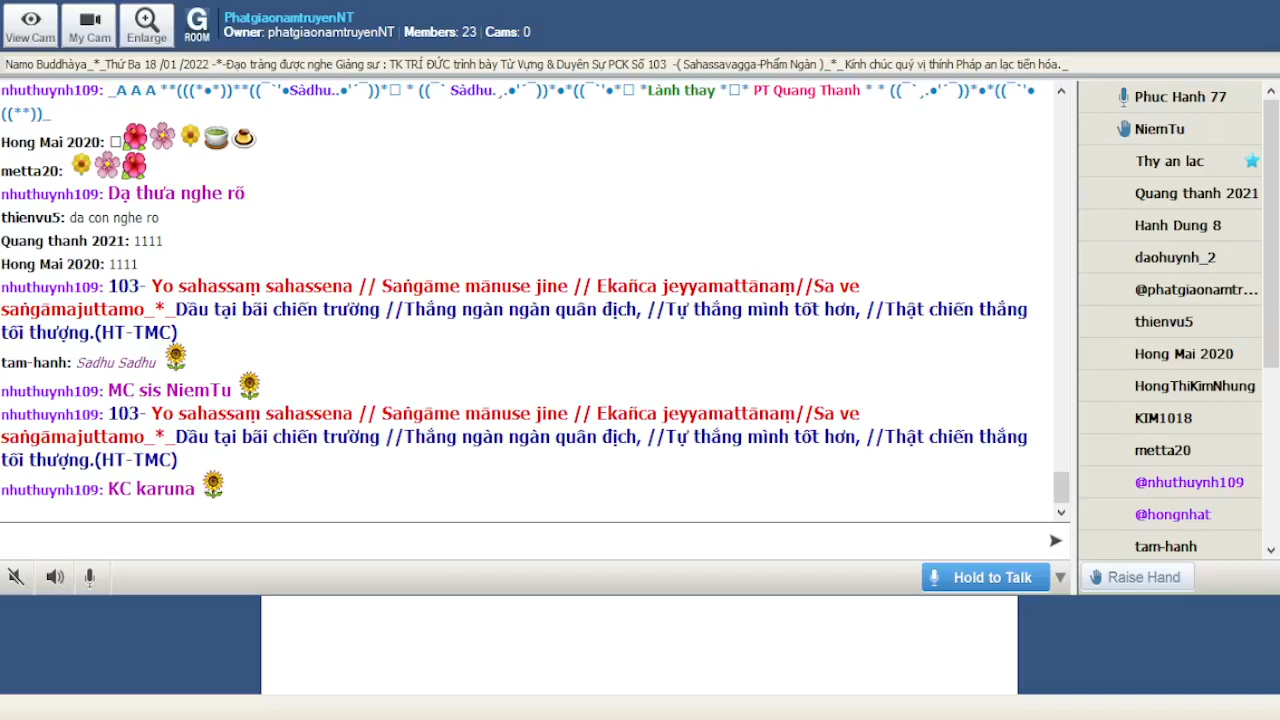 View Cam
My Cam
Enlarge
G ROOM
PhatgiaonamtruyenNT
Owner: phatgiaonamtruyenNT | Members: 23 | Cams: 0
Namo Buddhàya_*_Thứ Ba 18 /01 /2022 -*-Đạo tràng được nghe Giảng sư : TK TRÍ ĐỨC trình bày Từ Vựng & Duyên Sự PCK Số 103 -( Sahassavagga-Phẩm Ngàn )_*_Kính chúc quý vị thính Pháp an lạc tiến hóa._
nhuthuynh109: _A A A **(((*•*))**((¯`'•Sàdhu..•'´¯))*□ * ((¯` Sàdhu.¸.•'´¯))*•*((¯`'•*□ *Lành thay *□* PT Quang Thanh * * ((¯`¸.•'´¯))*•*((¯`'•
((**))_
Hong Mai 2020: □
metta20:
nhuthuynh109: Dạ thưa nghe rõ
thienvu5: da con nghe ro
Quang thanh 2021: 1111
Hong Mai 2020: 1111
nhuthuynh109: 103- Yo sahassaṃ sahassena // Saṅgāme mānuse jine // Ekañca jeyyamattānaṃ//Sa ve
saṅgāmajuttamo_*_Dầu tại bãi chiến trường //Thắng ngàn ngàn quân địch, //Tự thắng mình tốt hơn, //Thật chiến thắng
tối thượng.(HT-TMC)
tam-hanh: Sadhu Sadhu
nhuthuynh109: MC sis NiemTu
nhuthuynh109: 103- Yo sahassaṃ sahassena // Saṅgāme mānuse jine // Ekañca jeyyamattānaṃ//Sa ve
saṅgāmajuttamo_*_Dầu tại bãi chiến trường //Thắng ngàn ngàn quân địch, //Tự thắng mình tốt hơn, //Thật chiến thắng
tối thượng.(HT-TMC)
nhuthuynh109: KC karuna
Hold to Talk
Phuc Hanh 77
NiemTu
Thy an lac
Quang thanh 2021
Hanh Dung 8
daohuynh_2
@phatgiaonamtr...
thienvu5
Hong Mai 2020
HongThiKimNhung
KIM1018
metta20
@nhuthuynh109
@hongnhat
tam-hanh
Raise Hand